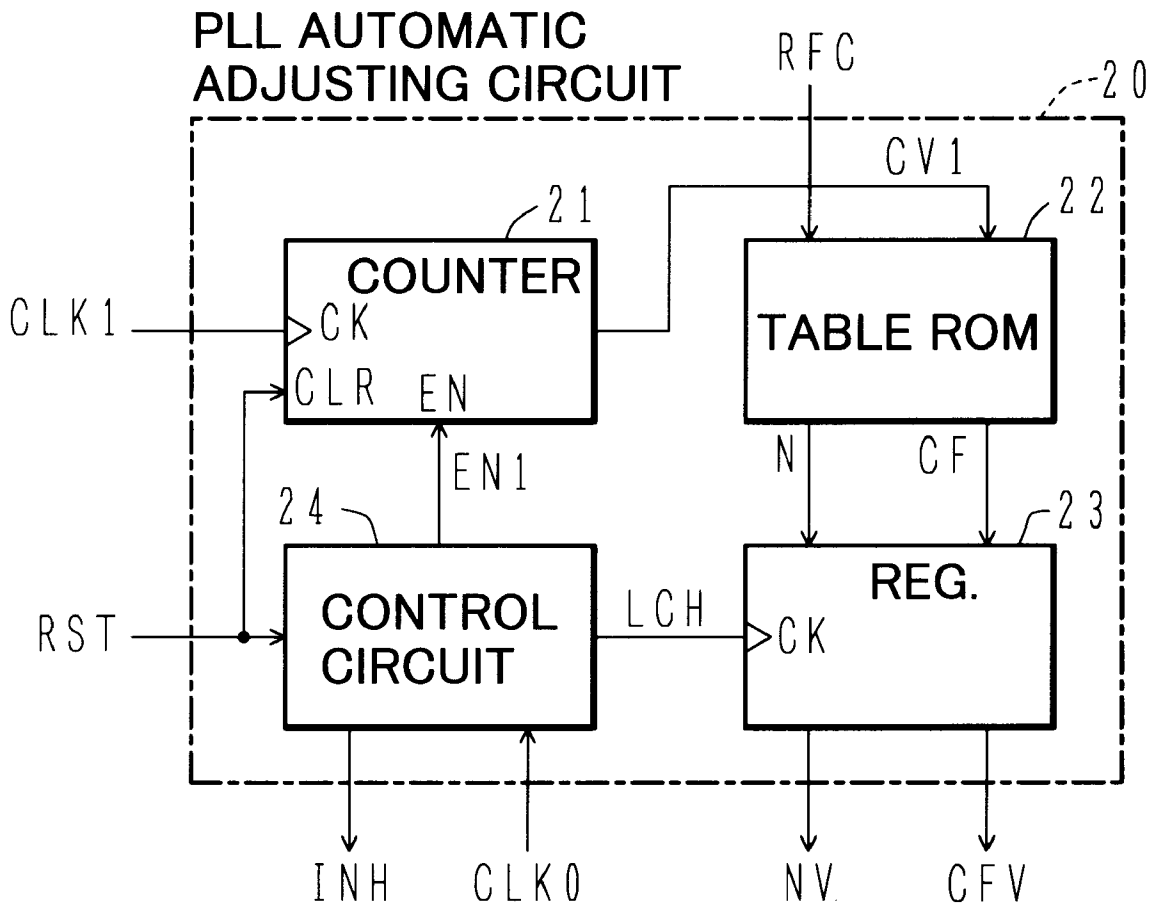 PLL AUTOMATIC
ADJUSTING CIRCUIT
RFC
20
CV1
21
22
COUNTER
CLK1
CK
TABLE ROM
CLR
EN
N
CF
EN1
24
23
REG.
CONTROL
CIRCUIT
LCH
RST
CK
INH
CLK0
NV
CFV